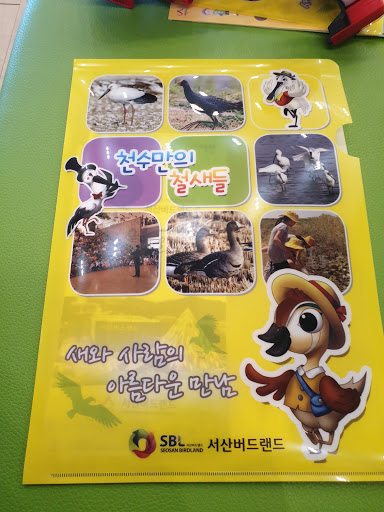 천수만의
철새들
새와 사람의
아름다운 만남
SBL
SEOSAN BIRDLAND
서산버드랜드